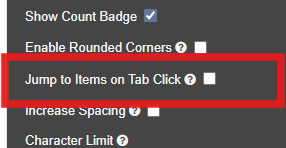 Show Count Badge
Enable Rounded Corners ?
Jump to Items on Tab Click ?
Increase Spacing ?
Character Limit ?